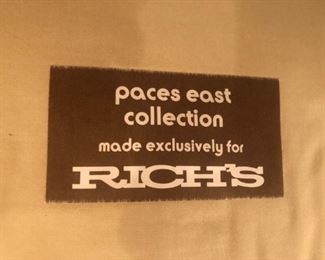 paces east
collection
made exclusively for
RICH'S